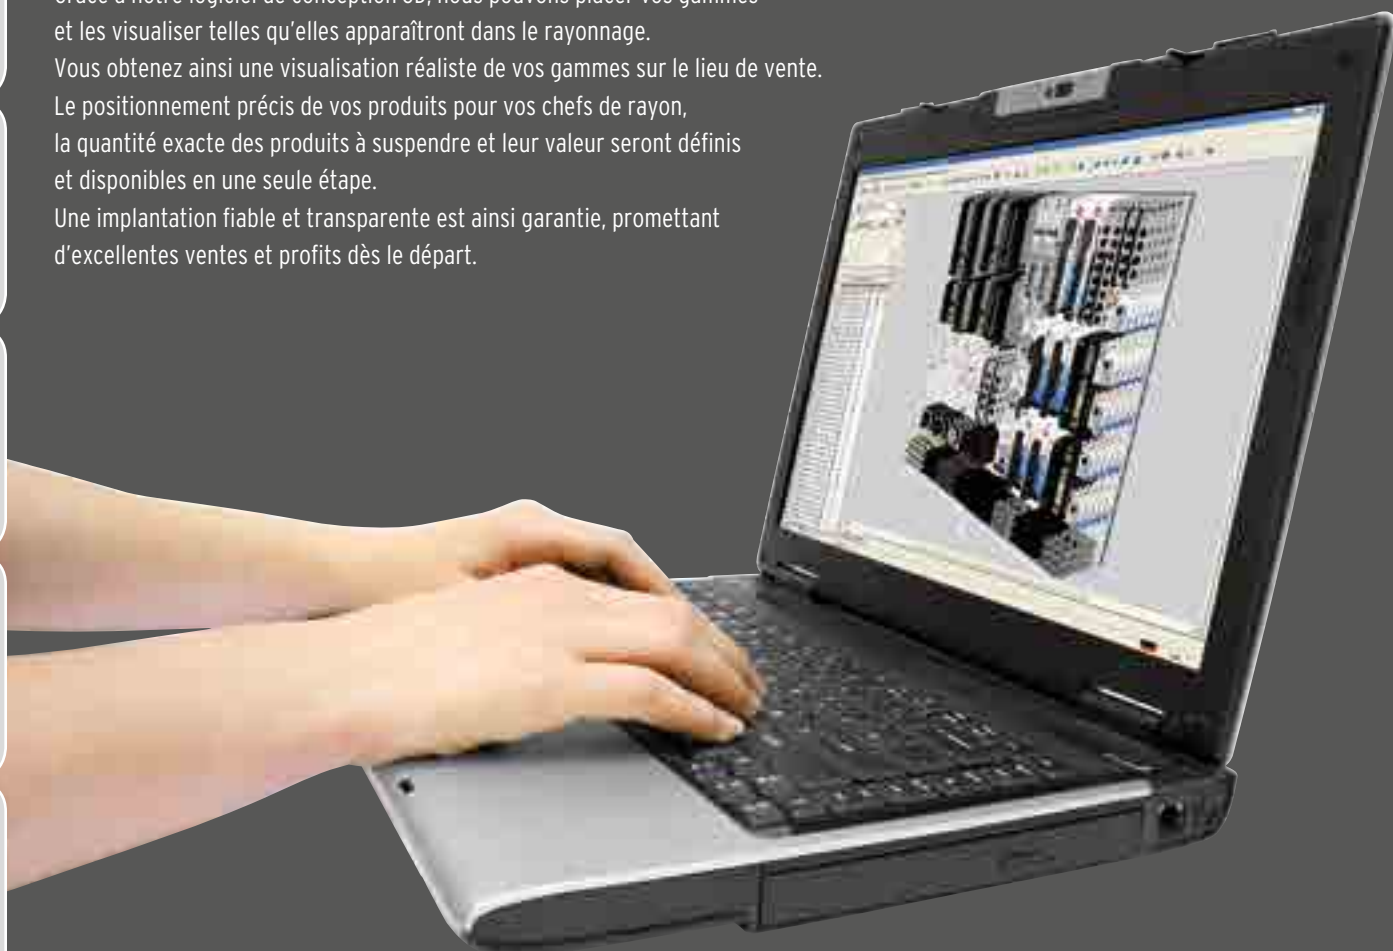 et les visualiser telles qu'elles apparaîtront dans le rayonnage.
Vous obtenez ainsi une visualisation réaliste de vos gammes sur le lieu de vente.
Le positionnement précis de vos produits pour vos chefs de rayon,
la quantité exacte des produits à suspendre et leur valeur seront définis
et disponibles en une seule étape.
Une implantation fiable et transparente est ainsi garantie, promettant
d'excellentes ventes et profits dès le départ.